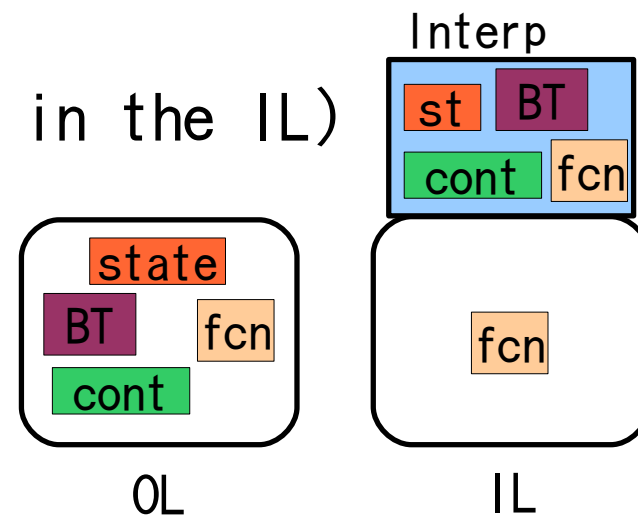 Interp
in the IL)
st
BT
cont
fcn
state
BT
fcn
cont
fcn
OL
IL